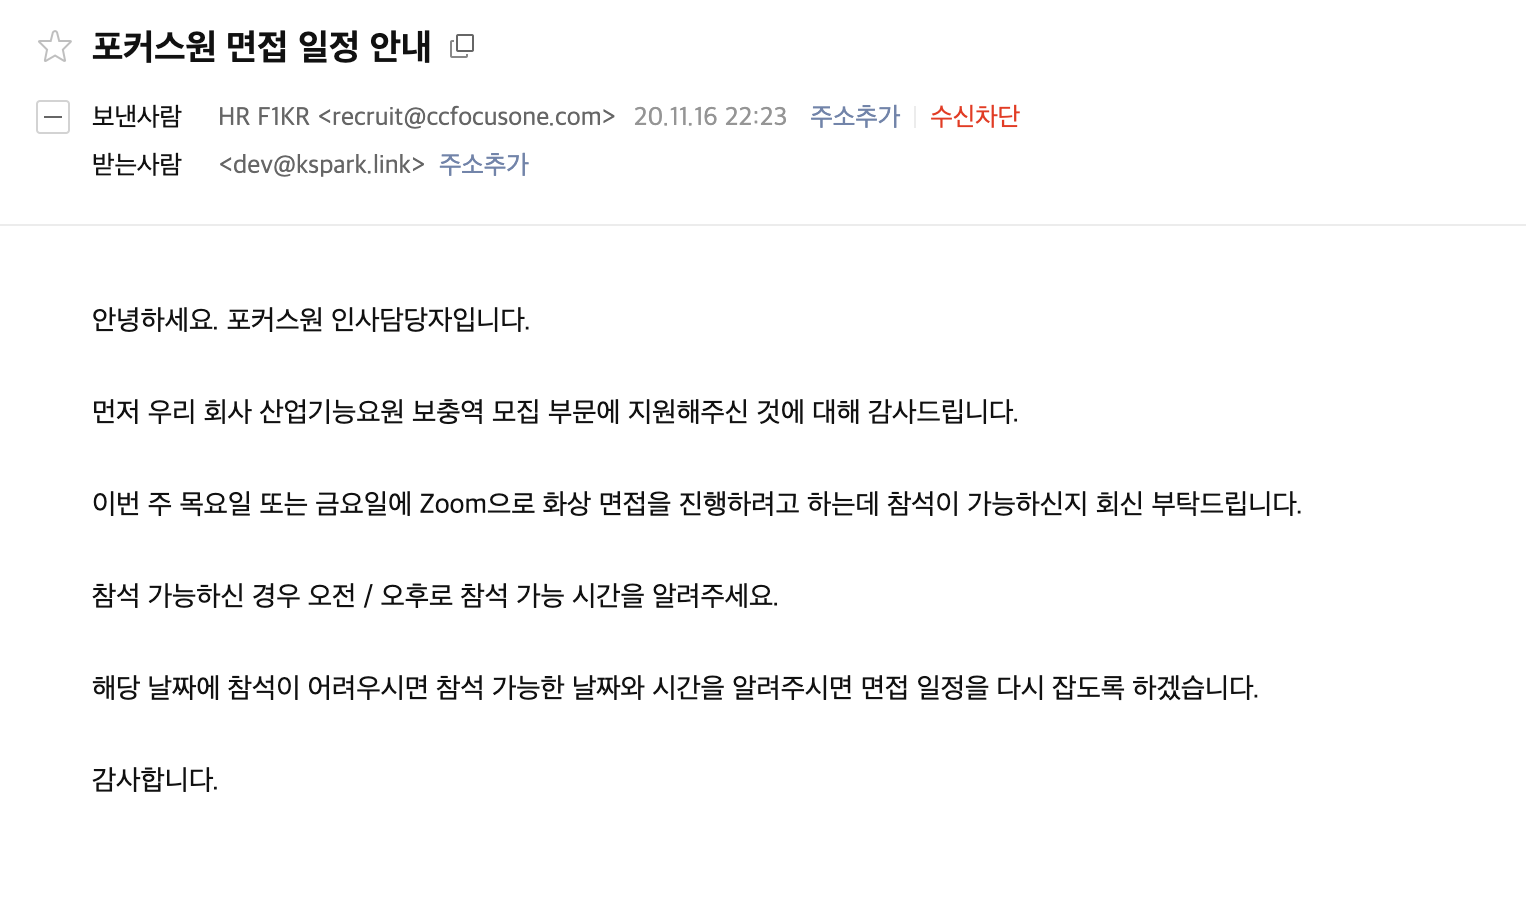 포커스원 면접 일정 안내
보낸사람 HR F1KR <recruit@ccfocusone.com> 20.11.16 22:23 주소추가 수신차단
받는사람 <dev@kspark.link> 주소추가
안녕하세요. 포커스원 인사담당자입니다.
먼저 우리 회사 산업기능요원 보충역 모집 부문에 지원해주신 것에 대해 감사드립니다.
이번 주 목요일 또는 금요일에 Zoom으로 화상 면접을 진행하려고 하는데 참석이 가능하신지 회신 부탁드립니다.
참석 가능하신 경우 오전 / 오후로 참석 가능 시간을 알려주세요.
해당 날짜에 참석이 어려우시면 참석 가능한 날짜와 시간을 알려주시면 면접 일정을 다시 잡도록 하겠습니다.
감사합니다.